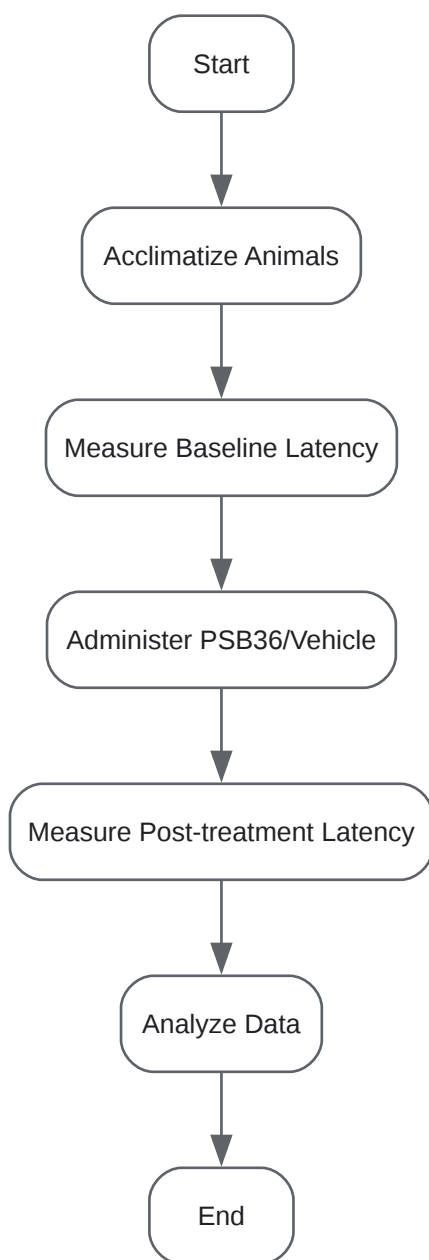 Start
Acclimatize Animals
Measure Baseline Latency
Administer PSB36/Vehicle
Measure Post-treatment Latency
Analyze Data
End